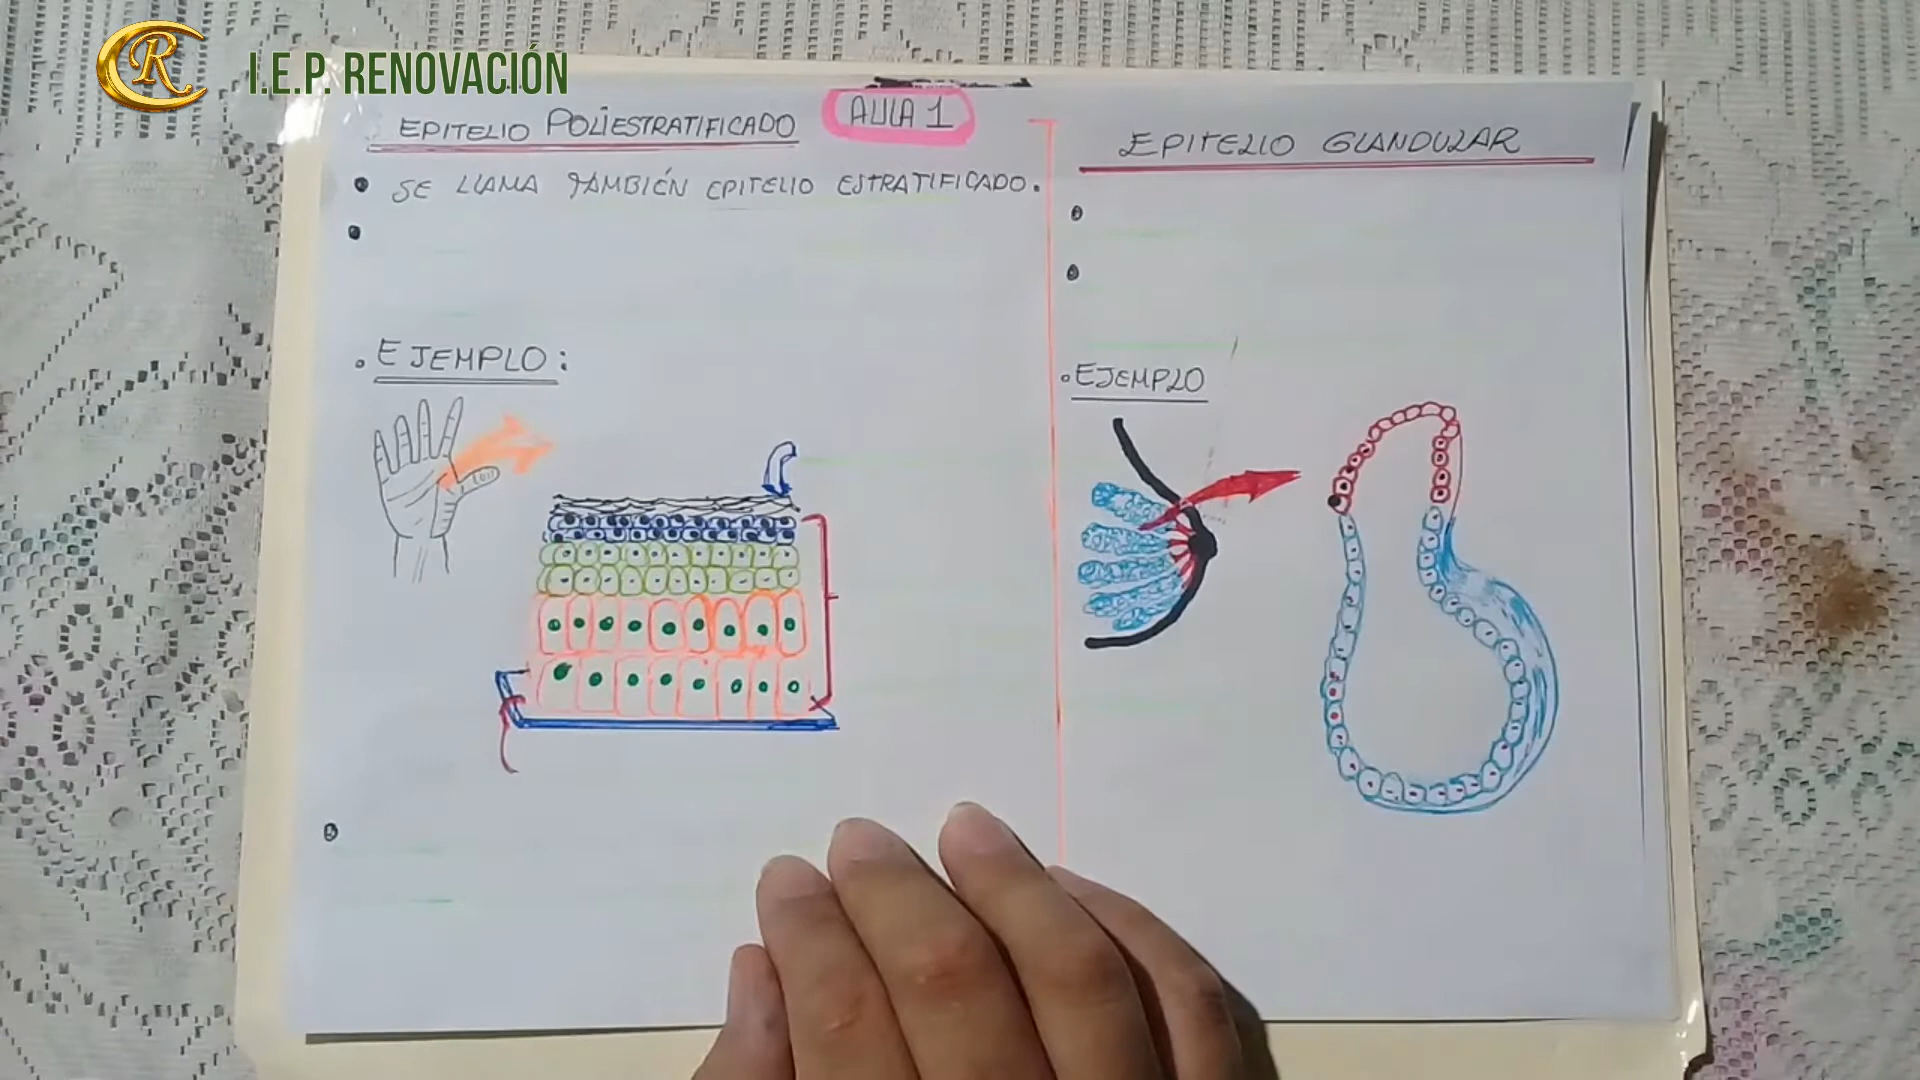 I.E.P. RENOVACIÓN
EPITELIO POLIESTRATIFICADO
AULA 1
SE LLAMA TAMBIÉN EPITELIO ESTRATIFICADO.
EJEMPLO:
EPITELIO GLANDULAR
EJEMPLO